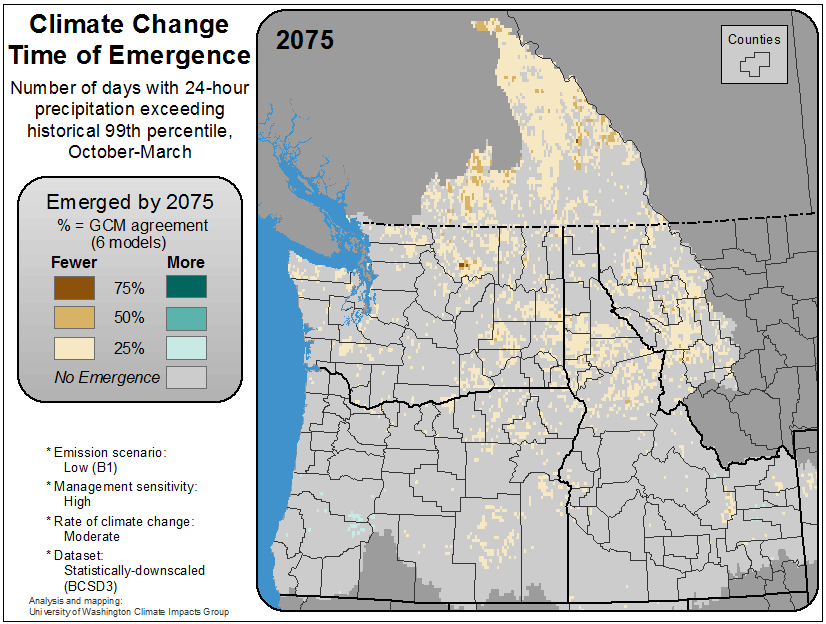 Climate Change
Time of Emergence
Number of days with 24-hour
precipitation exceeding
historical 99th percentile,
October-March
Emerged by 2075
% = GCM agreement
(6 models)
Fewer More
75%
50%
25%
No Emergence
* Emission scenario:
Low (B1)
* Management sensitivity:
High
* Rate of climate change:
Moderate
* Dataset:
Statistically-downscaled
(BCSD3)
Analysis and mapping:
University of Washington Climate Impacts Group
2075
Counties